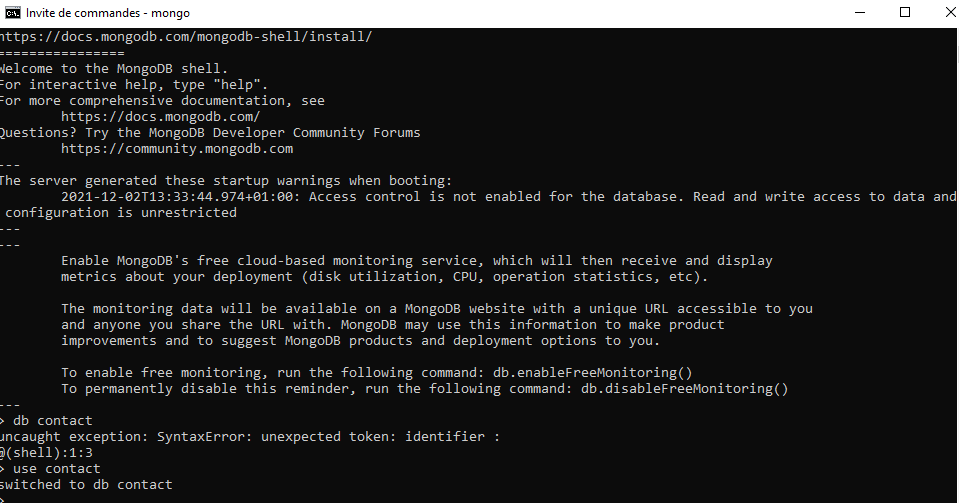 Invite de commandes - mongo
https://docs.mongodb.com/mongodb-shell/install/
================
Welcome to the MongoDB shell.
For interactive help, type "help".
For more comprehensive documentation, see
        https://docs.mongodb.com/
Questions? Try the MongoDB Developer Community Forums
        https://community.mongodb.com
---
The server generated these startup warnings when booting:
        2021-12-02T13:33:44.974+01:00: Access control is not enabled for the database. Read and write access to data and
 configuration is unrestricted
---
---
        Enable MongoDB's free cloud-based monitoring service, which will then receive and display
        metrics about your deployment (disk utilization, CPU, operation statistics, etc).

        The monitoring data will be available on a MongoDB website with a unique URL accessible to you
        and anyone you share the URL with. MongoDB may use this information to make product
        improvements and to suggest MongoDB products and deployment options to you.

        To enable free monitoring, run the following command: db.enableFreeMonitoring()
        To permanently disable this reminder, run the following command: db.disableFreeMonitoring()
---
> db contact
uncaught exception: SyntaxError: unexpected token: identifier :
@(shell):1:3
> use contact
switched to db contact
>